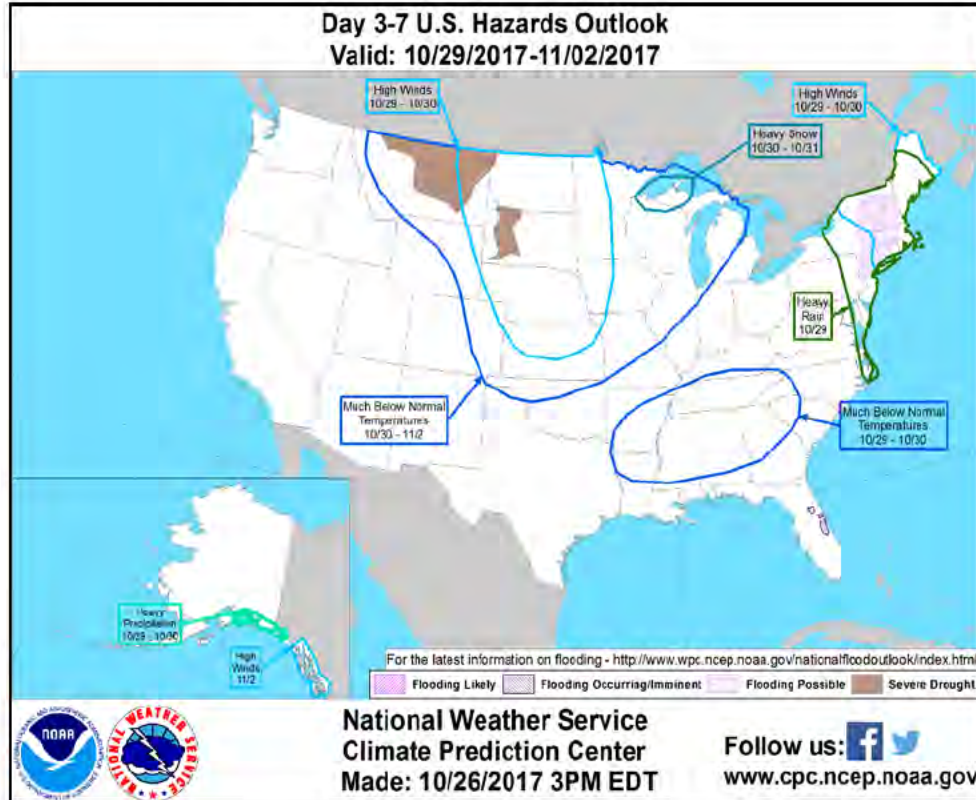 Day 3-7 U.S. Hazards Outlook
Valid: 10/29/2017-11/02/2017
High Winds
10/29 - 10/30
High Winds
10/29 - 10/30
Heavy Snow
10/30 - 10/31
Heavy
Rain
10/29
Much Below Normal
Temperatures
10/30 - 11/2
Much Below Normal
Temperatures
10/29 - 10/30
Heavy
Precipitation
10/29 - 10/30
High
Winds
11/2
For the latest information on flooding - http://www.wpc.ncep.noaa.gov/nationalfloodoutlook/index.html
Flooding Likely
Flooding Occurring/Imminent
Flooding Possible
Severe Drought
NOAA
NATIONAL WEATHER SERVICE
National Weather Service
Climate Prediction Center
Made: 10/26/2017 3PM EDT
Follow us:
www.cpc.ncep.noaa.gov